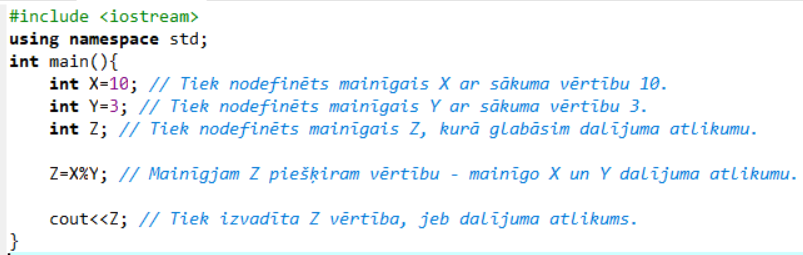 #include <iostream>
using namespace std;
int main(){
    int X=10; // Tiek nodefinēts mainīgais X ar sākuma vērtību 10.
    int Y=3; // Tiek nodefinēts mainīgais Y ar sākuma vērtību 3.
    int Z; // Tiek nodefinēts mainīgais Z, kurā glabāsim dalījuma atlikumu.
    Z=X%Y; // Mainīgjam Z piešķiram vērtību - mainīgo X un Y dalījuma atlikumu.
    cout<<Z; // Tiek izvadīta Z vērtība, jeb dalījuma atlikums.
}